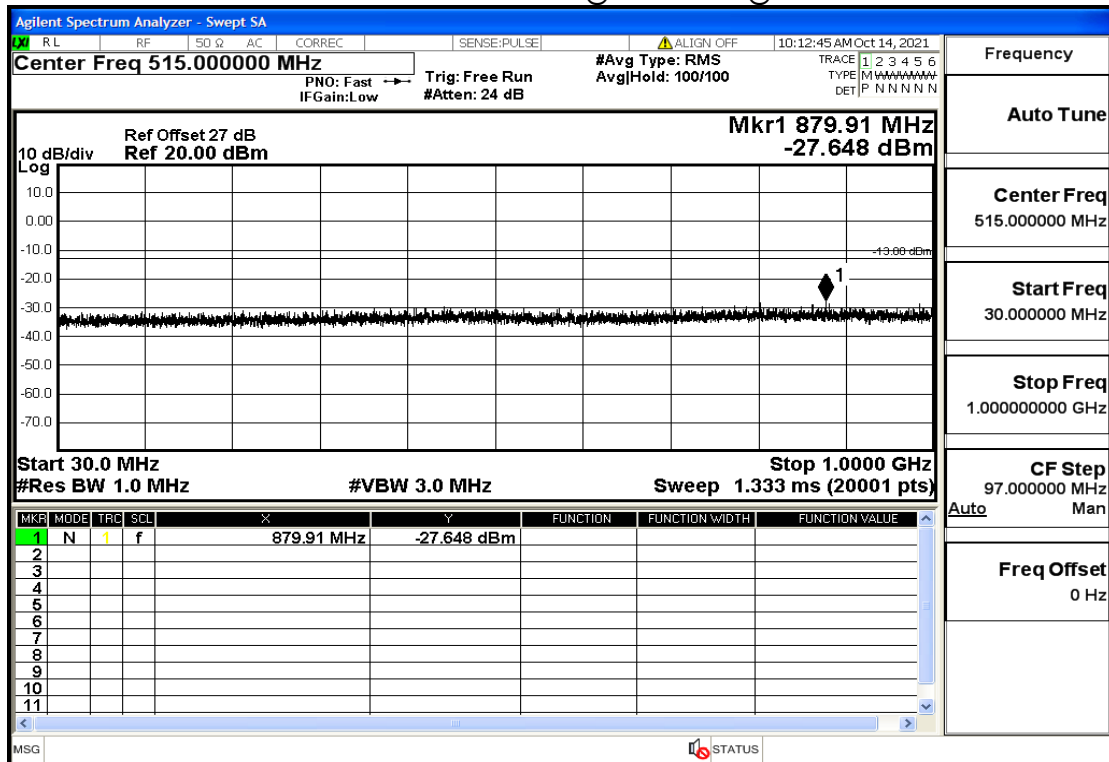 Agilent Spectrum Analyzer - Swept SA
LXI RL RF 50 Ω AC CORREC SENSE:PULSE ALIGN OFF 10:12:45 AM Oct 14, 2021
Center Freq 515.000000 MHz
PNO: Fast
IFGain:Low
Trig: Free Run
#Atten: 24 dB
#Avg Type: RMS
Avg|Hold: 100/100
TRACE 1 2 3 4 5 6
TYPE M WWWWW
DET P N N N N N
Ref Offset 27 dB
10 dB/div Ref 20.00 dBm
Log
Mkr1 879.91 MHz
-27.648 dBm
10.0
0.00
-10.0
-13.00 dBm
-20.0
1
-30.0
-40.0
-50.0
-60.0
-70.0
Start 30.0 MHz Stop 1.0000 GHz
#Res BW 1.0 MHz #VBW 3.0 MHz Sweep 1.333 ms (20001 pts)
MKR MODE TRC SCL X Y FUNCTION FUNCTION WIDTH FUNCTION VALUE
1 N 1 f 879.91 MHz -27.648 dBm
2
3
4
5
6
7
8
9
10
11
MSG STATUS
Frequency
Auto Tune
Center Freq
515.000000 MHz
Start Freq
30.000000 MHz
Stop Freq
1.000000000 GHz
CF Step
97.000000 MHz
Auto Man
Freq Offset
0 Hz